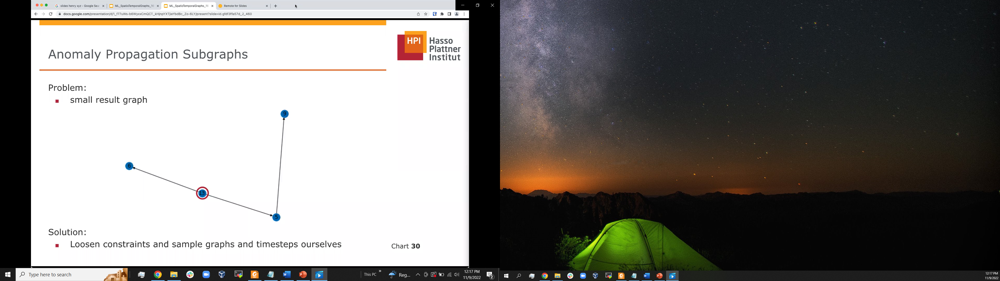 slides henry xyz - Google Sea
ML_SpatioTemporalGraphs_16
ML_SpatioTemporalGraphs_16
Remote for Slides
docs.google.com/presentation/d/1_f77uWs-b6WyxxCmQCT_kHjnpYXTjieYbdBc_Zo-6LY/present?slide=id.gfdf3ffa57d_2_460
HPI
Hasso
Plattner
Institut
Anomaly Propagation Subgraphs
Problem:
small result graph
9
6
13
5
Solution:
Loosen constraints and sample graphs and timesteps ourselves
Chart 30
Type here to search
This PC
Reg...
12:17 PM
11/9/2022
2
12:17 PM
11/9/2022